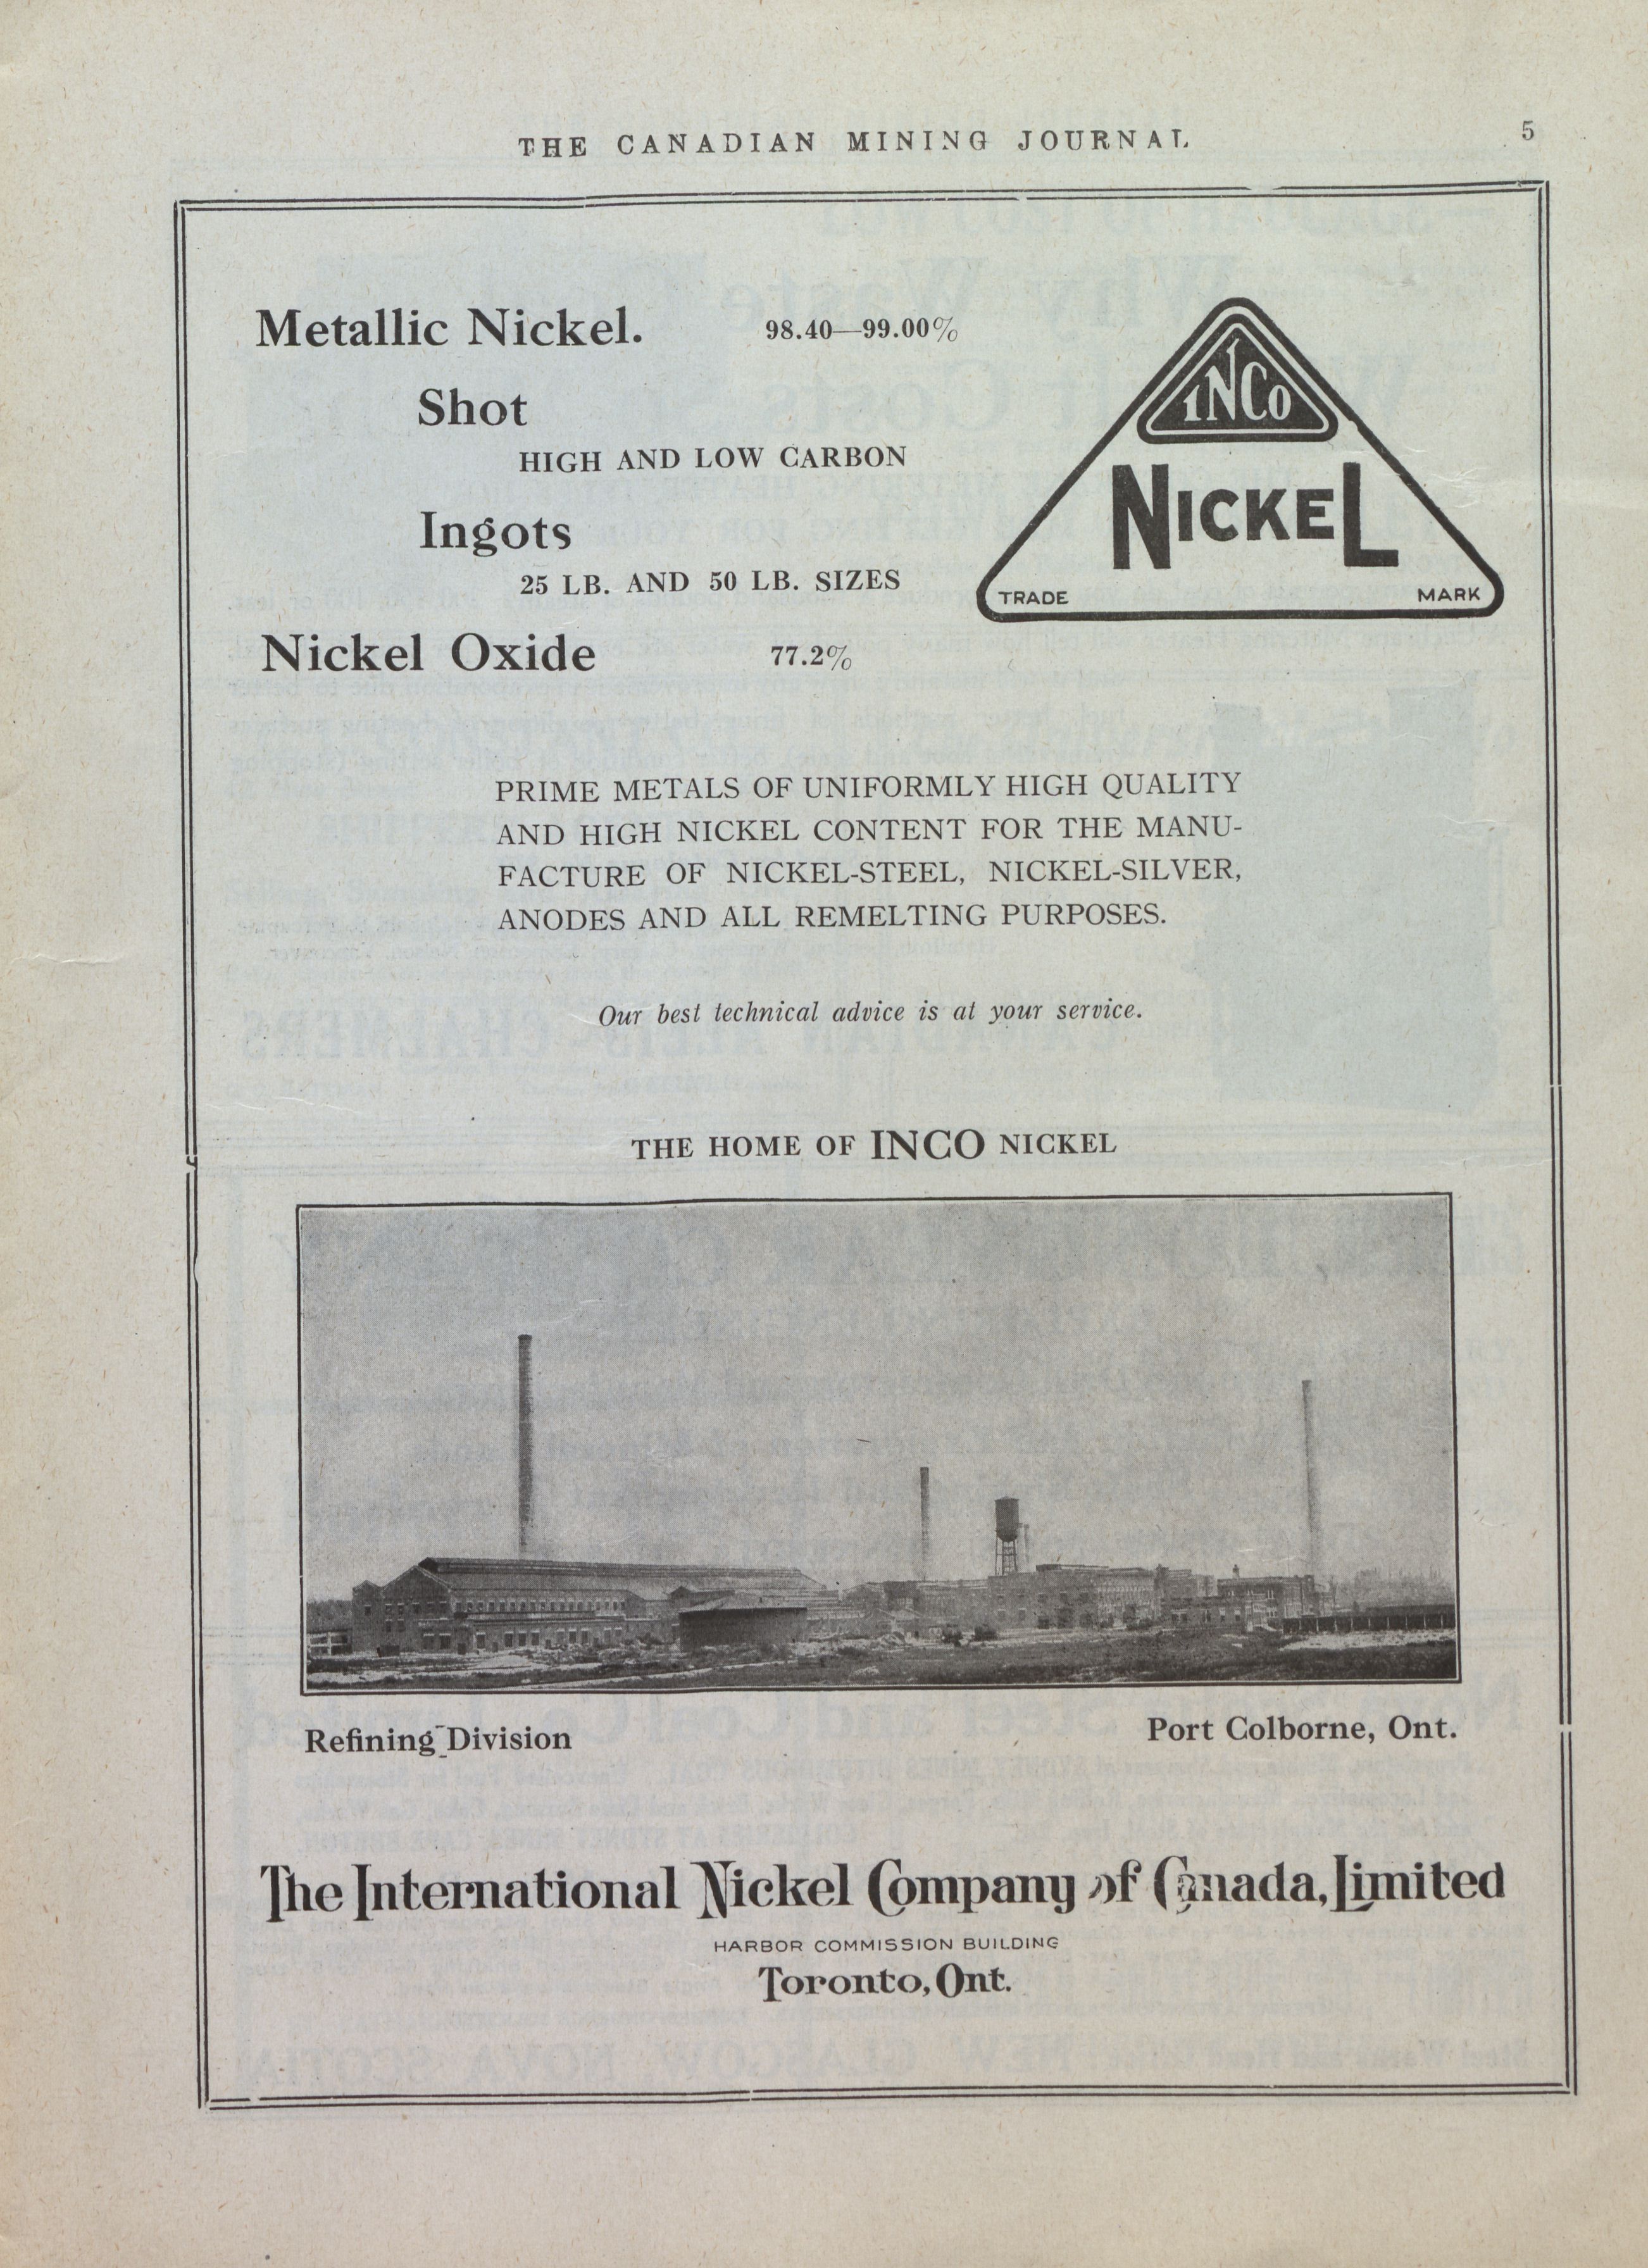 THE CANADIAN MINING JOURNAL 5
Metallic Nickel. 98.40—99.00%
Shot
HIGH AND LOW CARBON
Ingots
25 LB. AND 50 LB. SIZES
Nickel Oxide 77.2%
INCO
NICKEL
TRADE MARK
PRIME METALS OF UNIFORMLY HIGH QUALITY
AND HIGH NICKEL CONTENT FOR THE MANU-
FACTURE OF NICKEL-STEEL, NICKEL-SILVER,
ANODES AND ALL REMELTING PURPOSES.
Our best technical advice is at your service.
THE HOME OF INCO NICKEL
Refining Division Port Colborne, Ont.
The International Nickel Company of Canada, Limited
HARBOR COMMISSION BUILDING
Toronto, Ont.